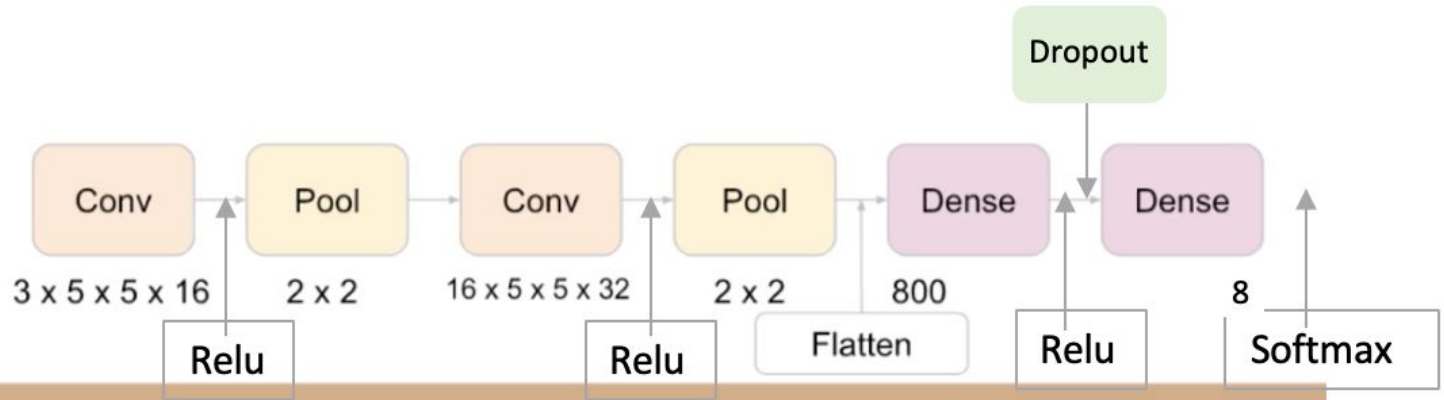 Dropout
Conv
Pool
Conv
Pool
Dense
Dense
3 x 5 x 5 x 16
2 x 2
16 x 5 x 5 x 32
2 x 2
800
8
Relu
Relu
Flatten
Relu
Softmax